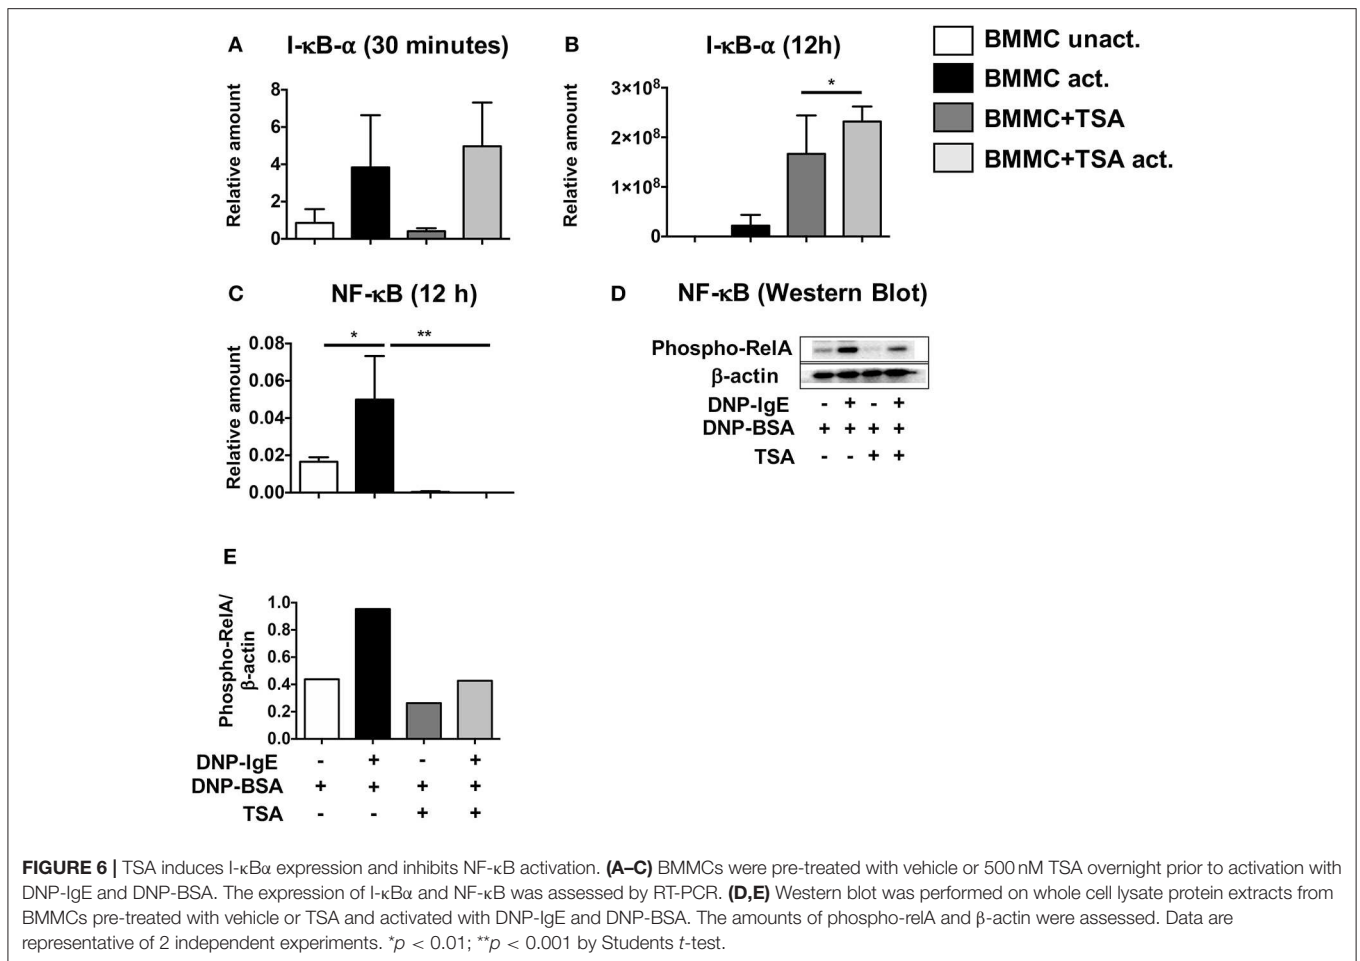 A I-κB-α (30 minutes)
Relative amount
8
6
4
2
0
B I-κB-α (12h)
Relative amount
3×10⁸
2×10⁸
1×10⁸
0
*
BMMC unact.
BMMC act.
BMMC+TSA
BMMC+TSA act.
C NF-κB (12 h)
Relative amount
0.08
0.06
0.04
0.02
0.00
* **
D NF-κB (Western Blot)
Phospho-RelA
β-actin
DNP-IgE - + - +
DNP-BSA + + + +
TSA - - + +
E
Phospho-RelA/
β-actin
1.0
0.8
0.6
0.4
0.2
0.0
DNP-IgE - + - +
DNP-BSA + + + +
TSA - - + +
FIGURE 6 | TSA induces I-κBα expression and inhibits NF-κB activation. (A–C) BMMCs were pre-treated with vehicle or 500 nM TSA overnight prior to activation with
DNP-IgE and DNP-BSA. The expression of I-κBα and NF-κB was assessed by RT-PCR. (D,E) Western blot was performed on whole cell lysate protein extracts from
BMMCs pre-treated with vehicle or TSA and activated with DNP-IgE and DNP-BSA. The amounts of phospho-relA and β-actin were assessed. Data are
representative of 2 independent experiments. *p < 0.01; **p < 0.001 by Students t-test.